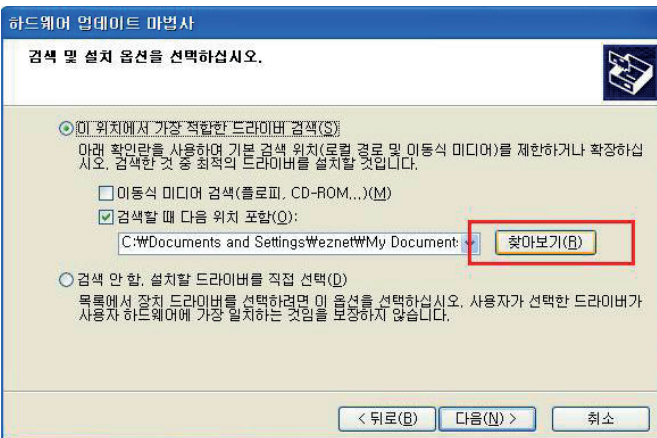 하드웨어 업데이트 마법사
검색 및 설치 옵션을 선택하십시오.
이 위치에서 가장 적합한 드라이버 검색(S)
아래 확인란을 사용하여 기본 검색 위치(로컬 경로 및 이동식 미디어)를 제한하거나 확장하십
시오. 검색한 것 중 최적의 드라이버를 설치할 것입니다.
이동식 미디어 검색(플로피, CD-ROM...)(M)
검색할 때 다음 위치 포함(O):
C:₩Documents and Settings₩eznet₩My Document:
찾아보기(R)
검색 안 함. 설치할 드라이버를 직접 선택(D)
목록에서 장치 드라이버를 선택하려면 이 옵션을 선택하십시오. 사용자가 선택한 드라이버가
사용자 하드웨어에 가장 일치하는 것임을 보장하지 않습니다.
< 뒤로(B)
다음(N) >
취소